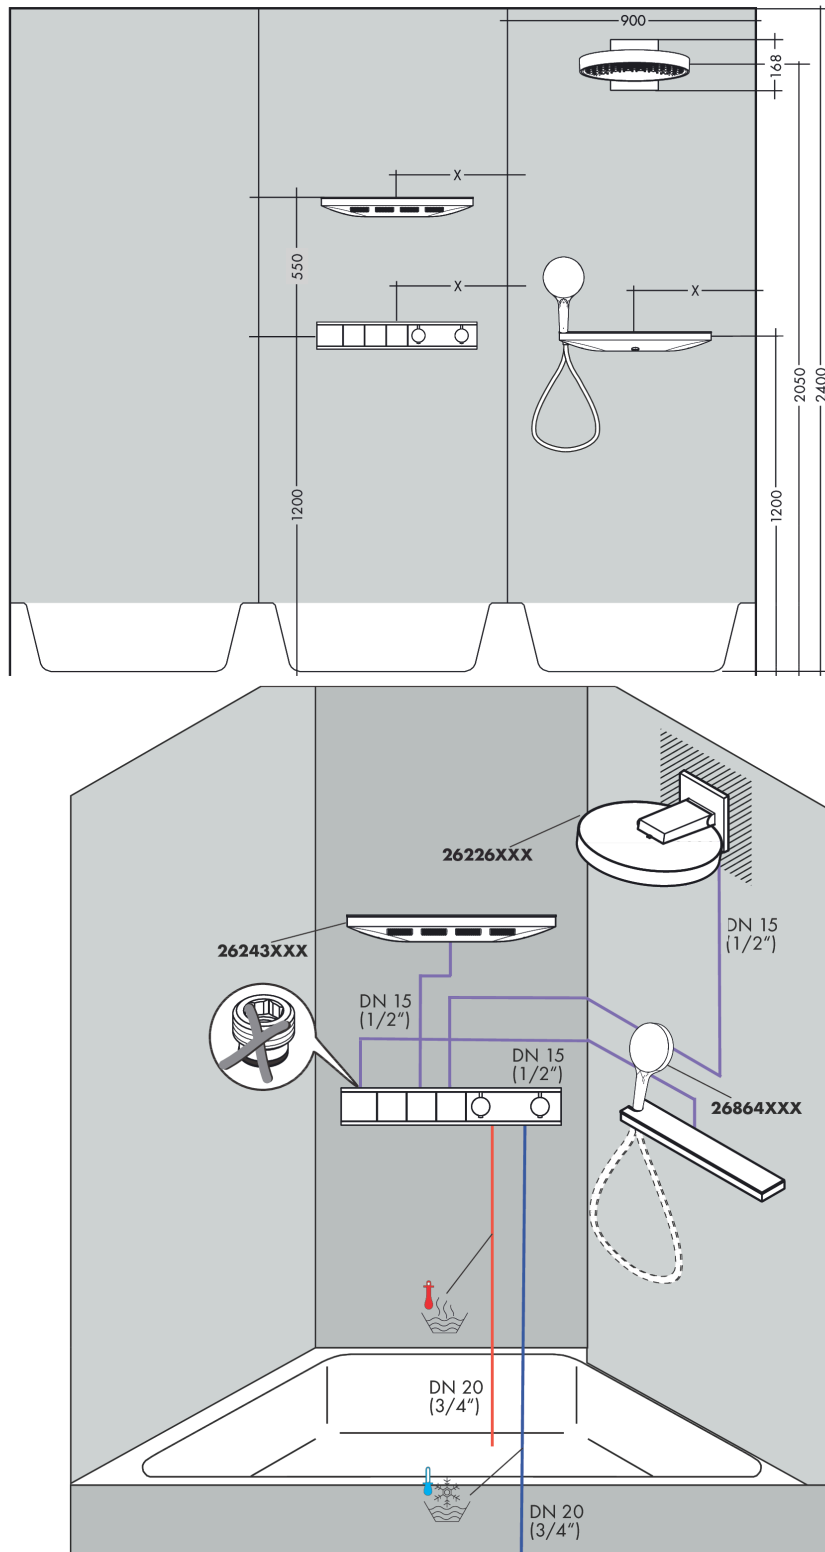 900
168
X
550
X
X
2050
2400
1200
1200
26226XXX
DN 15
(1/2“)
26243XXX
DN 15
(1/2“)
DN 15
(1/2“)
26864XXX
DN 20
(3/4“)
DN 20
(3/4“)